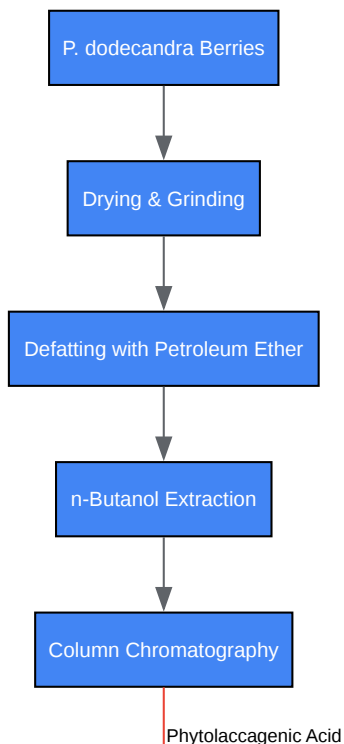 P. dodecandra Berries
Drying & Grinding
Defatting with Petroleum Ether
n-Butanol Extraction
Column Chromatography
Phytolaccagenic Acid